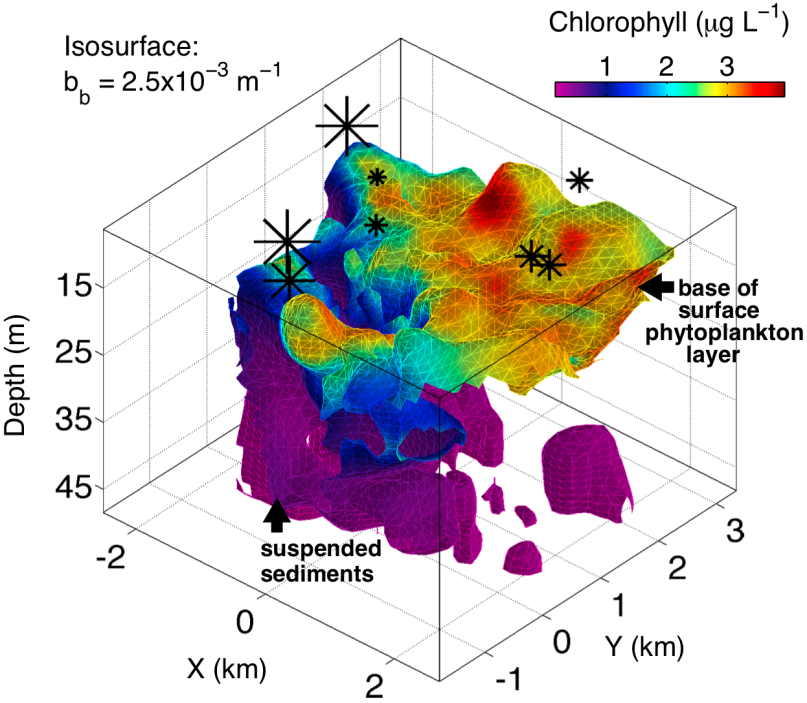 Chlorophyll (μg L⁻¹)
Isosurface:
b_b = 2.5x10⁻³ m⁻¹
1 2 3
15
25
35
45
Depth (m)
base of
surface
phytoplankton
layer
suspended
sediments
-2
0
2
X (km)
-1
0
1
2
3
Y (km)